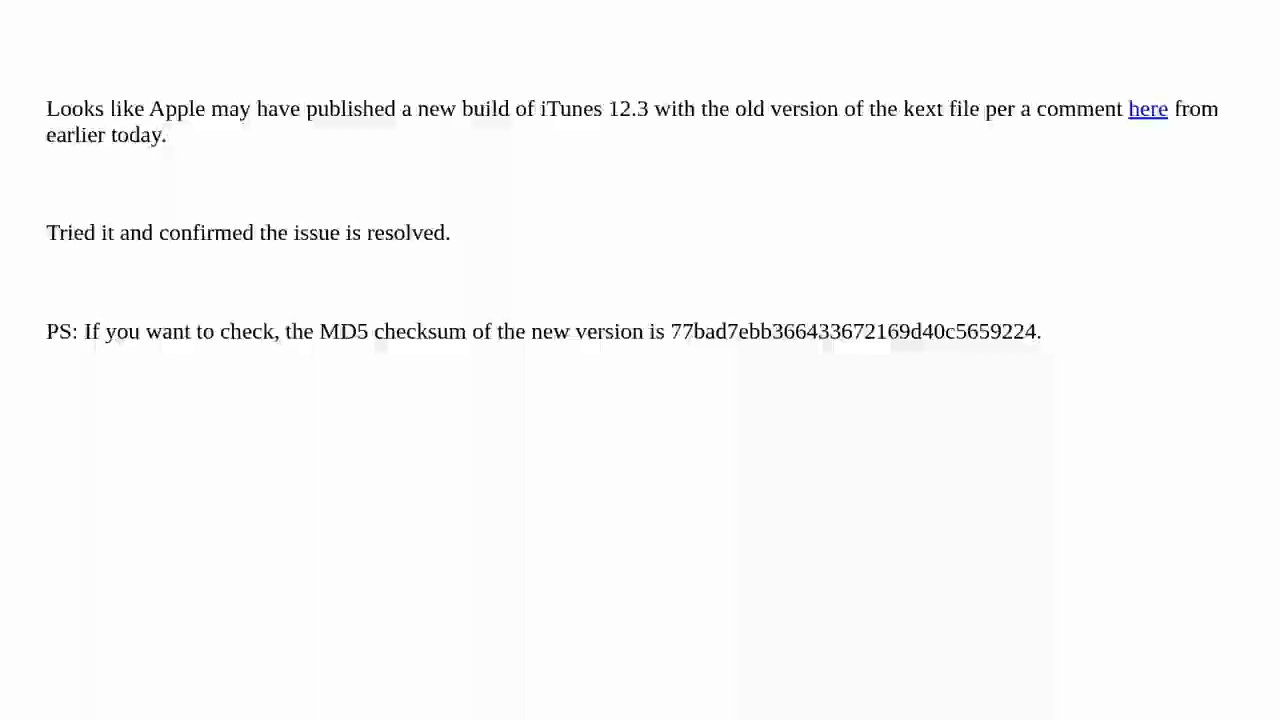 Looks like Apple may have published a new build of iTunes 12.3 with the old version of the kext file per a comment here from
earlier today.
Tried it and confirmed the issue is resolved.
PS: If you want to check, the MD5 checksum of the new version is 77bad7ebb366433672169d40c5659224.